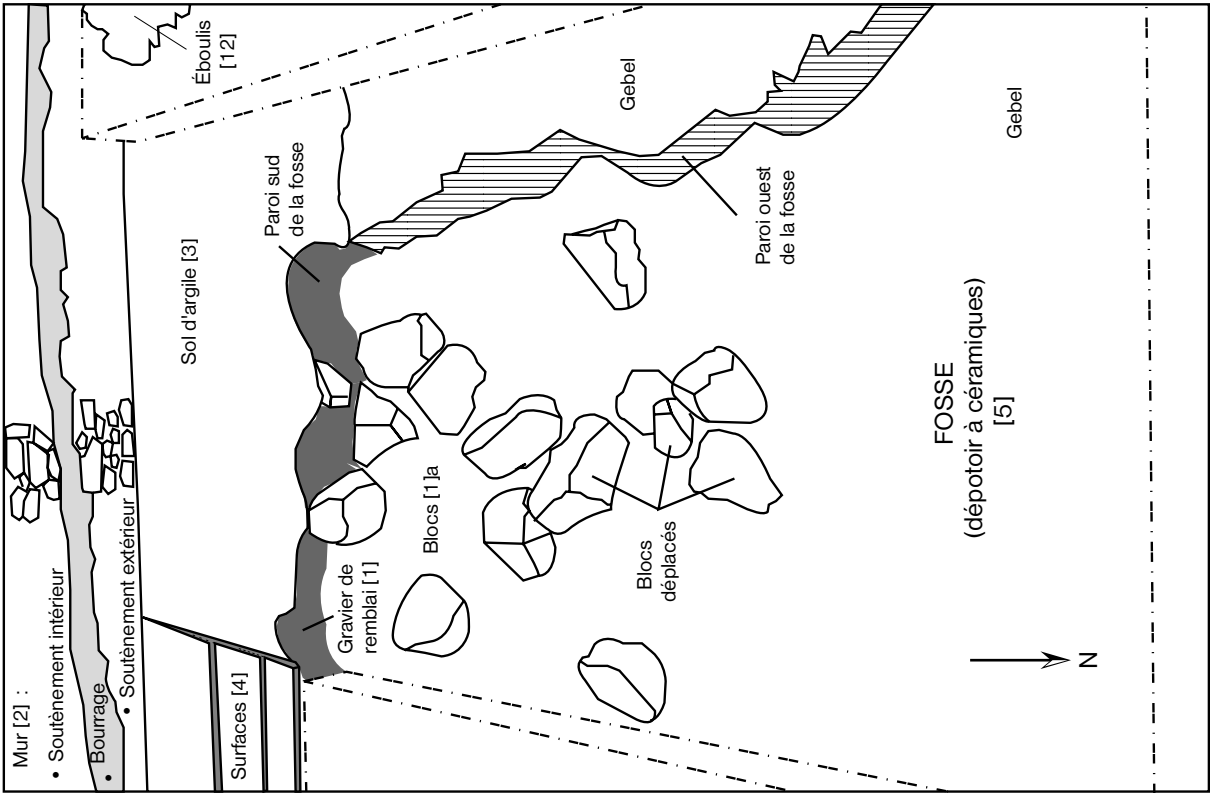 Mur [2] :
• Soutènement intérieur
• Bourrage
• Soutènement extérieur
Surfaces [4]
Sol d'argile [3]
Éboulis
[12]
Paroi sud
de la fosse
Gravier de
remblai [1]
Blocs [1]a
Blocs
déplacés
Gebel
Paroi ouest
de la fosse
FOSSE
(dépotoir à céramiques)
[5]
Gebel
N